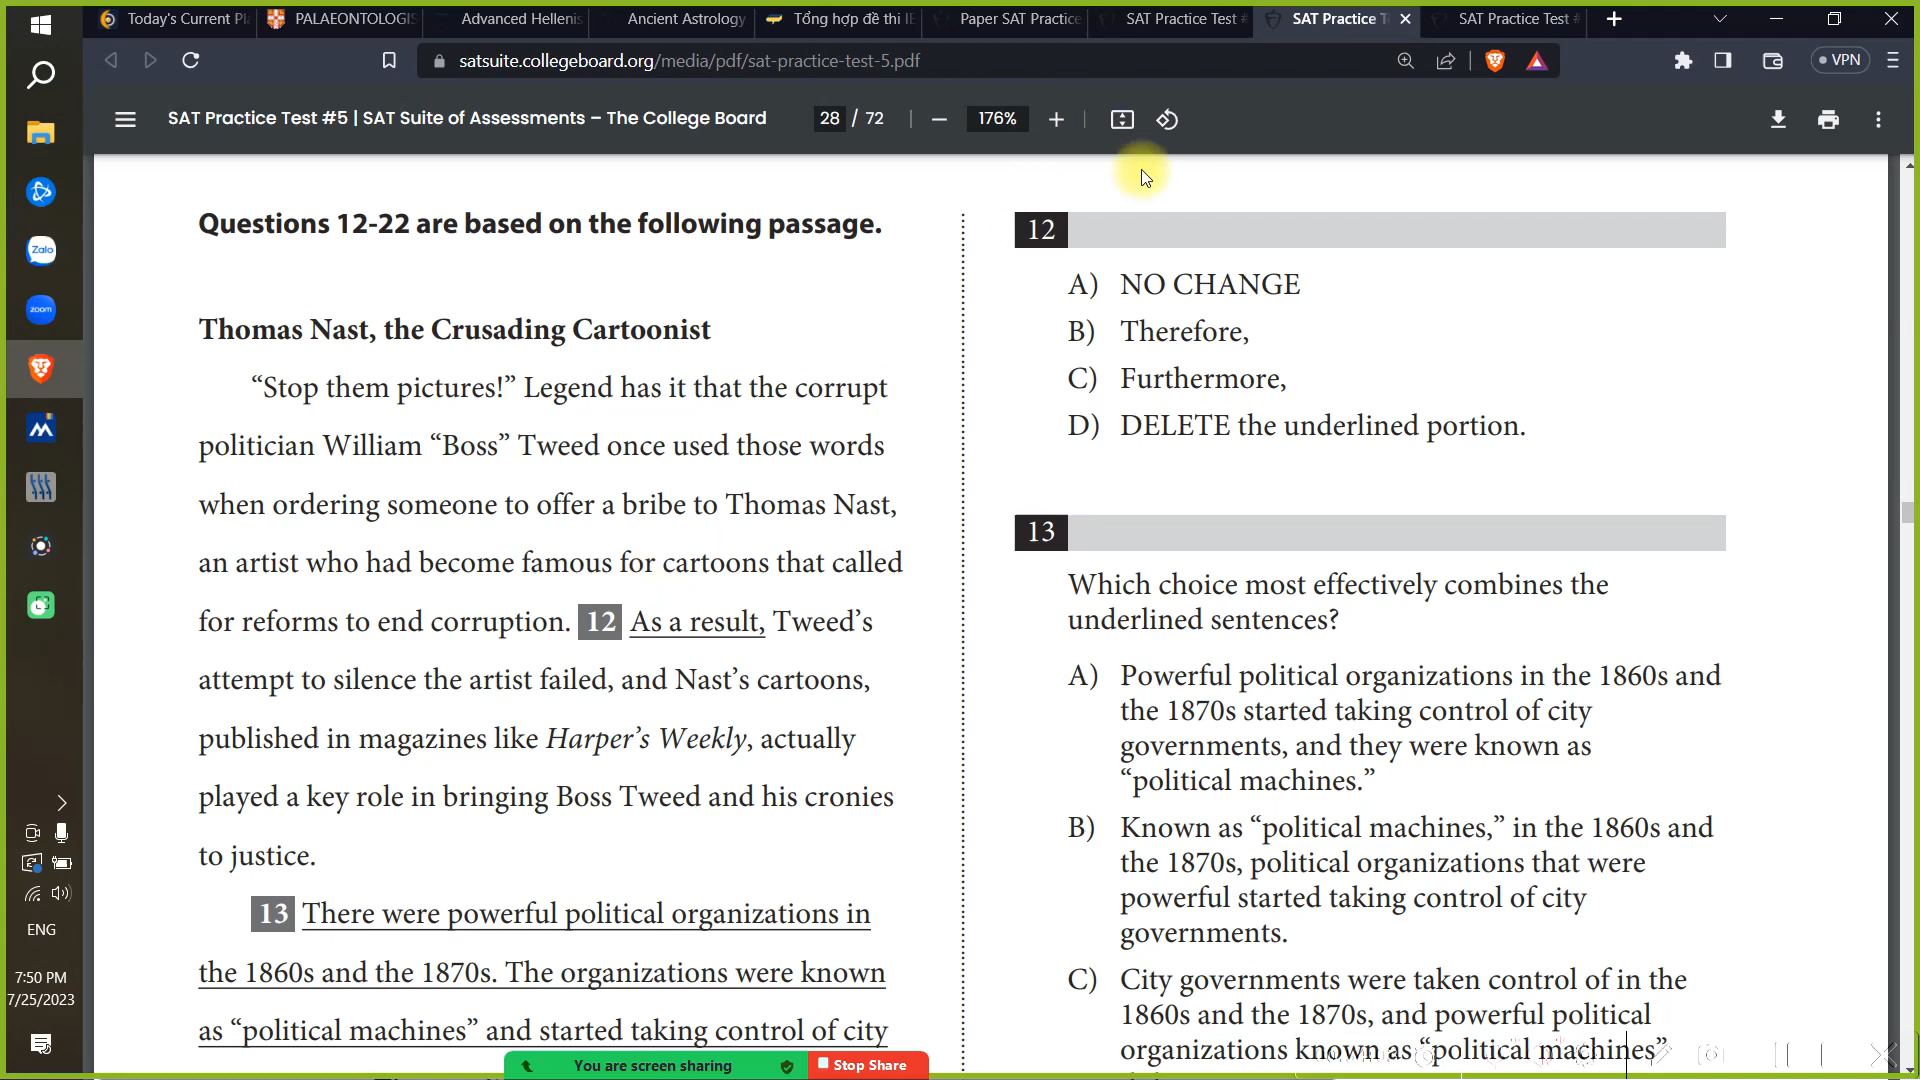 Today's Current Pl
PALAEONTOLOGIS
Advanced Hellenis
Ancient Astrology
Tổng hợp đề thi IE
Paper SAT Practice
SAT Practice Test #
SAT Practice T
SAT Practice Test #
satsuite.collegeboard.org/media/pdf/sat-practice-test-5.pdf
VPN
SAT Practice Test #5 | SAT Suite of Assessments – The College Board
28 / 72
176%
Questions 12-22 are based on the following passage.
Thomas Nast, the Crusading Cartoonist
“Stop them pictures!” Legend has it that the corrupt
politician William “Boss” Tweed once used those words
when ordering someone to offer a bribe to Thomas Nast,
an artist who had become famous for cartoons that called
for reforms to end corruption. 12 As a result, Tweed’s
attempt to silence the artist failed, and Nast’s cartoons,
published in magazines like Harper’s Weekly, actually
played a key role in bringing Boss Tweed and his cronies
to justice.
13 There were powerful political organizations in
the 1860s and the 1870s. The organizations were known
as “political machines” and started taking control of city
12
A) NO CHANGE
B) Therefore,
C) Furthermore,
D) DELETE the underlined portion.
13
Which choice most effectively combines the
underlined sentences?
A) Powerful political organizations in the 1860s and
the 1870s started taking control of city
governments, and they were known as
“political machines.”
B) Known as “political machines,” in the 1860s and
the 1870s, political organizations that were
powerful started taking control of city
governments.
C) City governments were taken control of in the
1860s and the 1870s, and powerful political
organizations known as “political machines”
Zalo
zoom
ENG
7:50 PM
7/25/2023
You are screen sharing
Stop Share